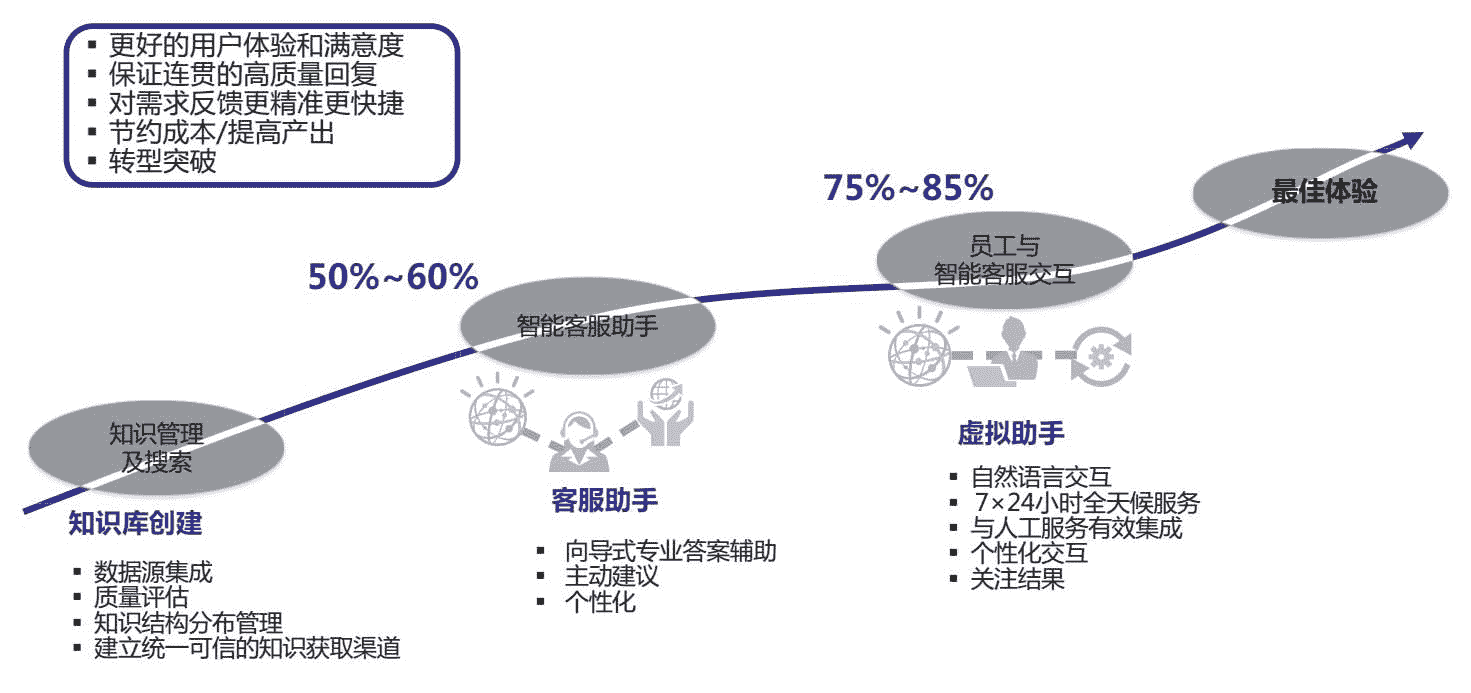 ▪ 更好的用户体验和满意度
▪ 保证连贯的高质量回复
▪ 对需求反馈更精准更快捷
▪ 节约成本/提高产出
▪ 转型突破
知识管理
及搜索
知识库创建
▪ 数据源集成
▪ 质量评估
▪ 知识结构分布管理
▪ 建立统一可信的知识获取渠道
50%~60%
智能客服助手
客服助手
▪ 向导式专业答案辅助
▪ 主动建议
▪ 个性化
75%~85%
员工与
智能客服交互
虚拟助手
▪ 自然语言交互
▪ 7×24小时全天候服务
▪ 与人工服务有效集成
▪ 个性化交互
▪ 关注结果
最佳体验